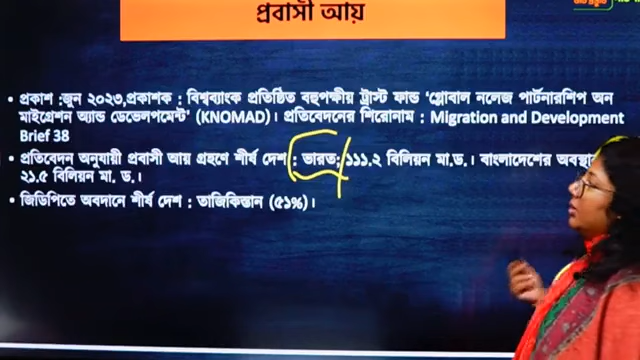 প্রবাসী আয়
• প্রকাশ :জুন ২০২৩,প্রকাশক : বিশ্বব্যাংক প্রতিষ্ঠিত বহুপক্ষীয় ট্রাস্ট ফান্ড ‘গ্লোবাল নলেজ পার্টনারশিপ অন
মাইগ্রেশন অ্যান্ড ডেভেলপমেন্ট’ (KNOMAD)। প্রতিবেদনের শিরোনাম : Migration and Development
Brief 38
• প্রতিবেদন অনুযায়ী প্রবাসী আয় গ্রহণে শীর্ষ দেশ : ভারত: ১১১.২ বিলিয়ন মা.ড.। বাংলাদেশের
২১.৫ বিলিয়ন মা. ড.।
• জিডিপিতে অবদানে শীর্ষ দেশ : তাজিকিস্তান (৫১%)।